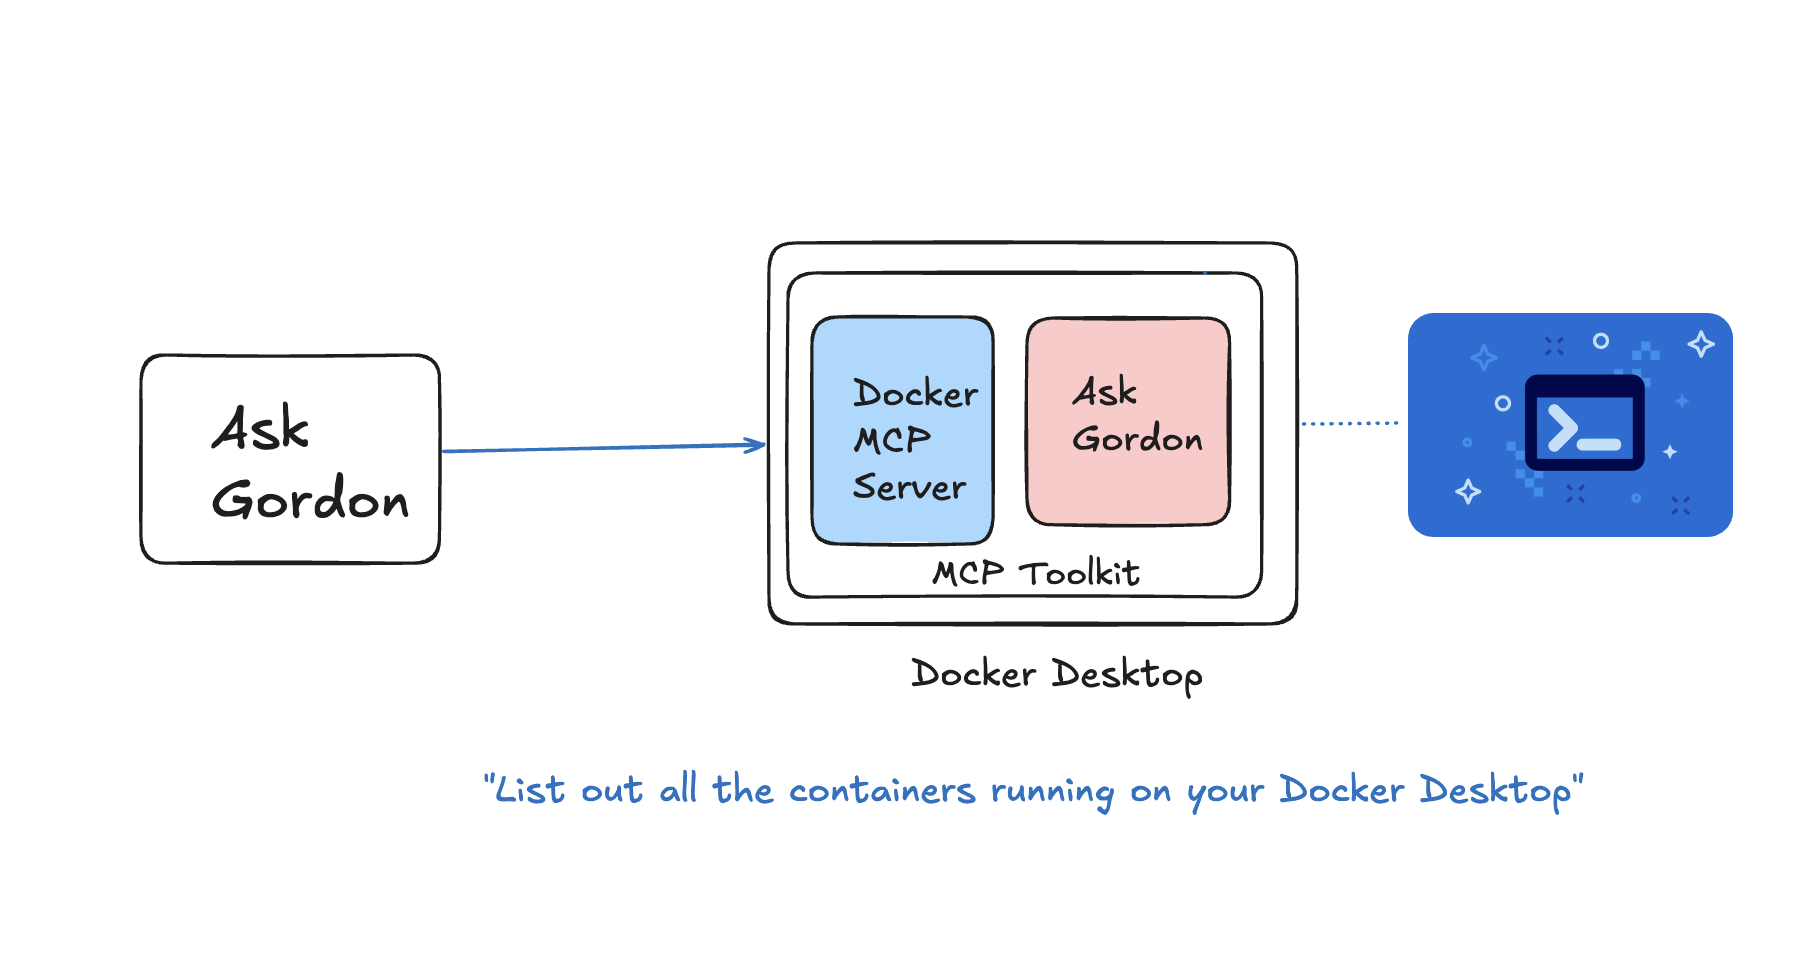 Ask
Gordon
Docker
MCP
Server
Ask
Gordon
MCP Toolkit
Docker Desktop
"List out all the containers running on your Docker Desktop"